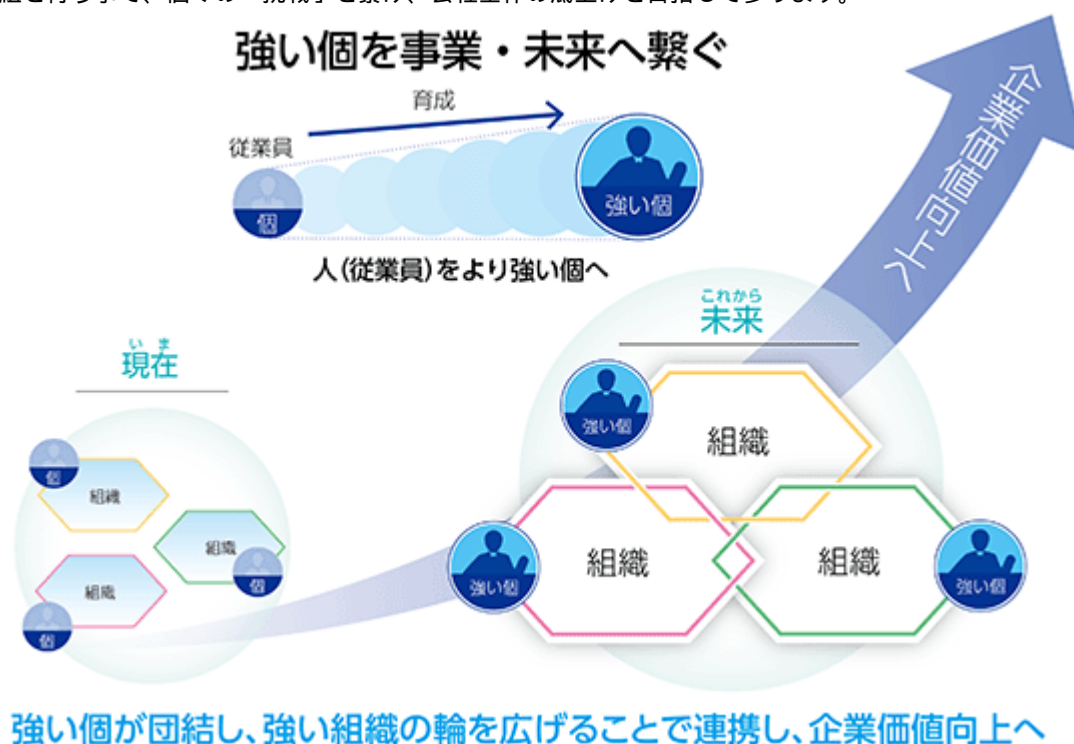 強い個を事業・未来へ繋ぐ
育成
従業員
個
強い個
人(従業員)をより強い個へ
企業価値向上へ
これから
未来
いま
現在
強い個
組織
個
組織
組織
個
組織
個
強い個
組織
組織
強い個
強い個が団結し、強い組織の輪を広げることで連携し、企業価値向上へ